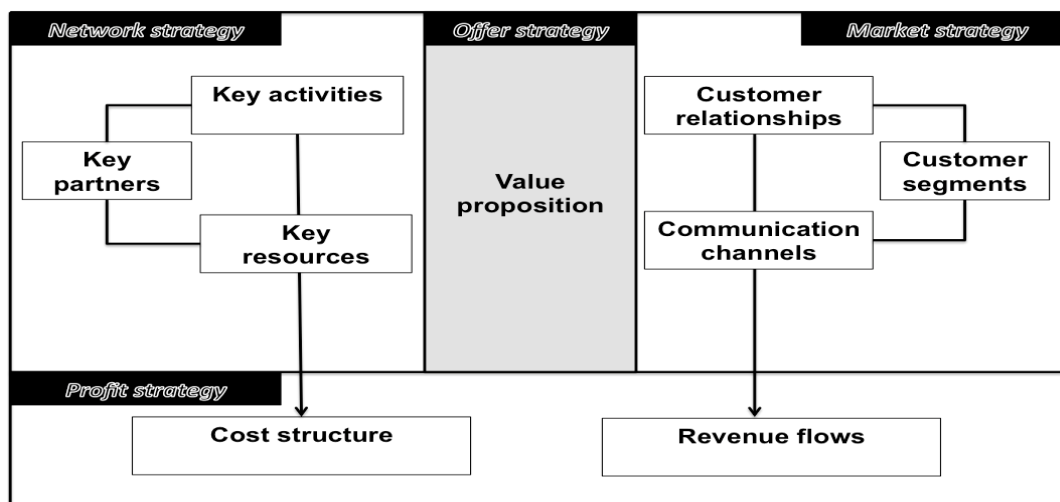 Network strategy
Offer strategy
Market strategy
Key activities
Key
partners
Key
resources
Value
proposition
Customer
relationships
Customer
segments
Communication
channels
Profit strategy
Cost structure
Revenue flows